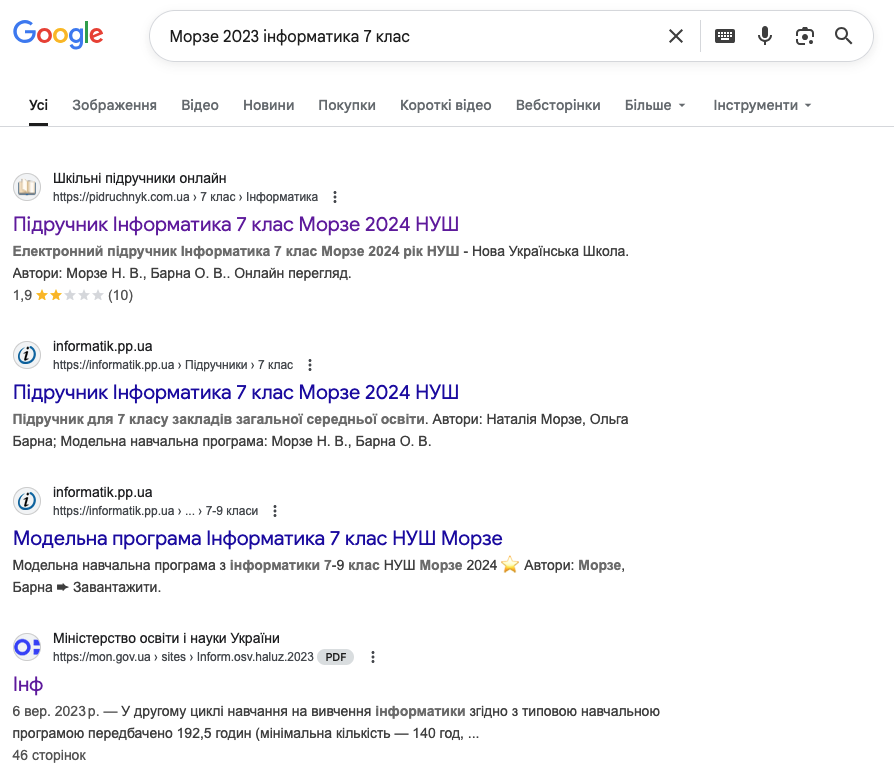 Google
Морзе 2023 інформатика 7 клас
Усі Зображення Відео Новини Покупки Короткі відео Вебсторінки Більше Інструменти
Шкільні підручники онлайн
https://pidruchnyk.com.ua › 7 клас › Інформатика
Підручник Інформатика 7 клас Морзе 2024 НУШ
Електронний підручник Інформатика 7 клас Морзе 2024 рік НУШ - Нова Українська Школа.
Автори: Морзе Н. В., Барна О. В.. Онлайн перегляд.
1,9 (10)
informatik.pp.ua
https://informatik.pp.ua › Підручники › 7 клас
Підручник Інформатика 7 клас Морзе 2024 НУШ
Підручник для 7 класу закладів загальної середньої освіти. Автори: Наталія Морзе, Ольга
Барна; Модельна навчальна програма: Морзе Н. В., Барна О. В.
informatik.pp.ua
https://informatik.pp.ua › ... › 7-9 класи
Модельна програма Інформатика 7 клас НУШ Морзе
Модельна навчальна програма з інформатики 7-9 клас НУШ Морзе 2024 ⭐ Автори: Морзе,
Барна ➨ Завантажити.
Міністерство освіти і науки України
https://mon.gov.ua › sites › Inform.osv.haluz.2023 PDF
Інф
6 вер. 2023 р. — У другому циклі навчання на вивчення інформатики згідно з типовою навчальною
програмою передбачено 192,5 годин (мінімальна кількість — 140 год, ...
46 сторінок